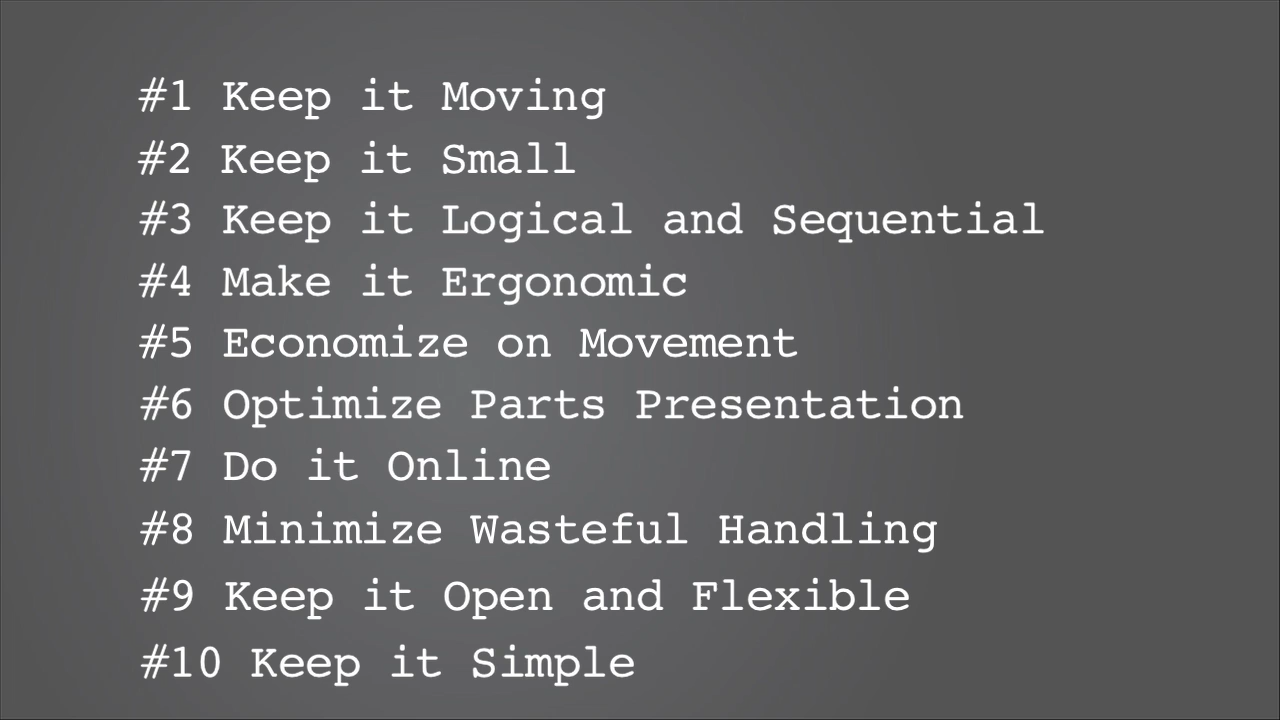 #1 Keep it Moving
#2 Keep it Small
#3 Keep it Logical and Sequential
#4 Make it Ergonomic
#5 Economize on Movement
#6 Optimize Parts Presentation
#7 Do it Online
#8 Minimize Wasteful Handling
#9 Keep it Open and Flexible
#10 Keep it Simple